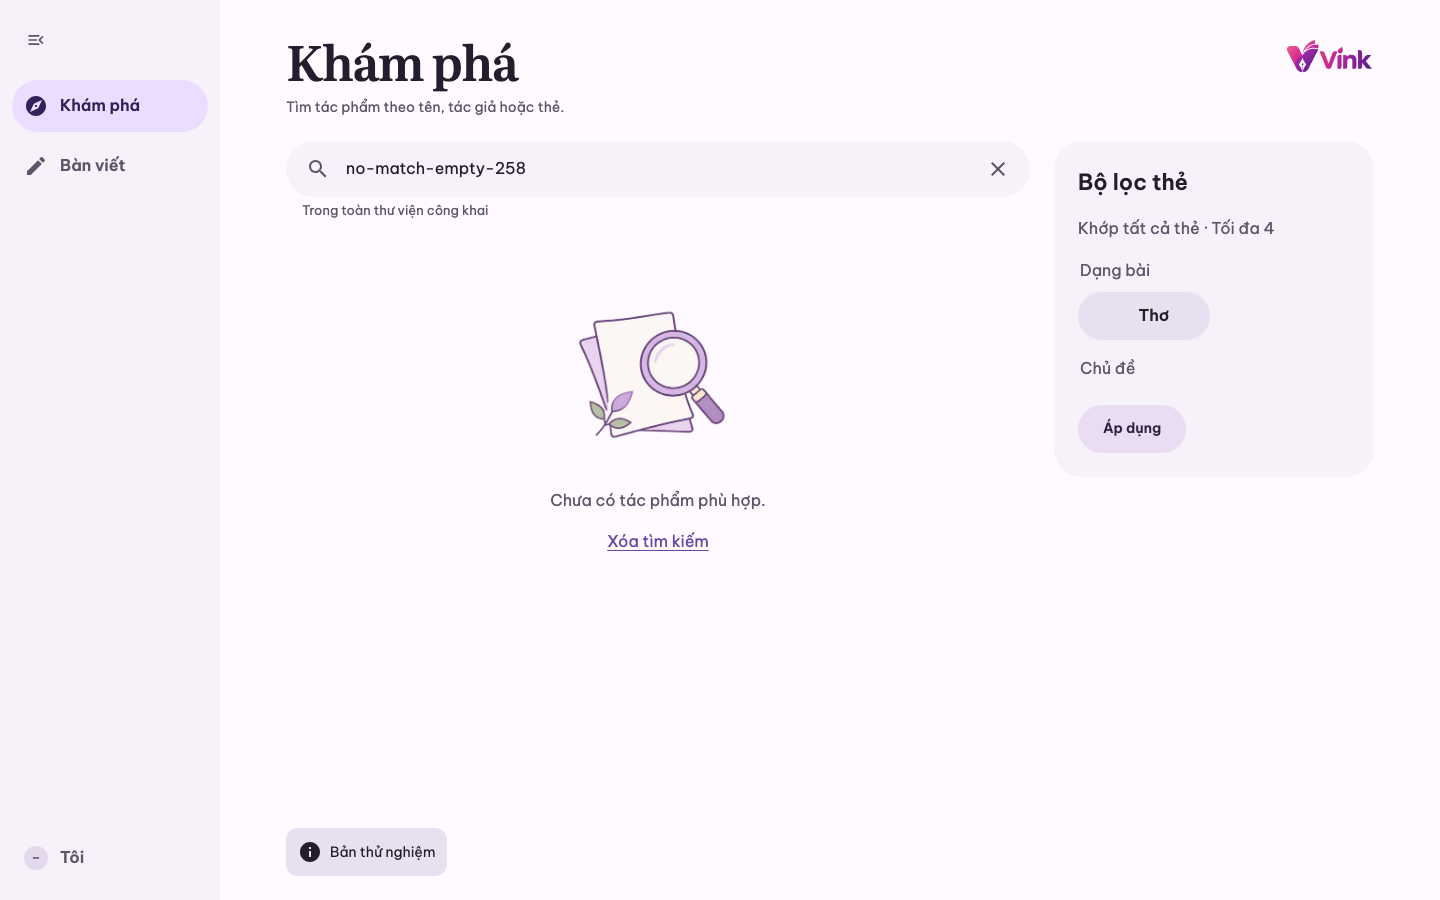 Khám phá
Bàn viết
Tôi
Khám phá
Tìm tác phẩm theo tên, tác giả hoặc thẻ.
Vink
no-match-empty-258
Trong toàn thư viện công khai
Chưa có tác phẩm phù hợp.
Xóa tìm kiếm
Bộ lọc thẻ
Khớp tất cả thẻ · Tối đa 4
Dạng bài
Thơ
Chủ đề
Áp dụng
Bản thử nghiệm